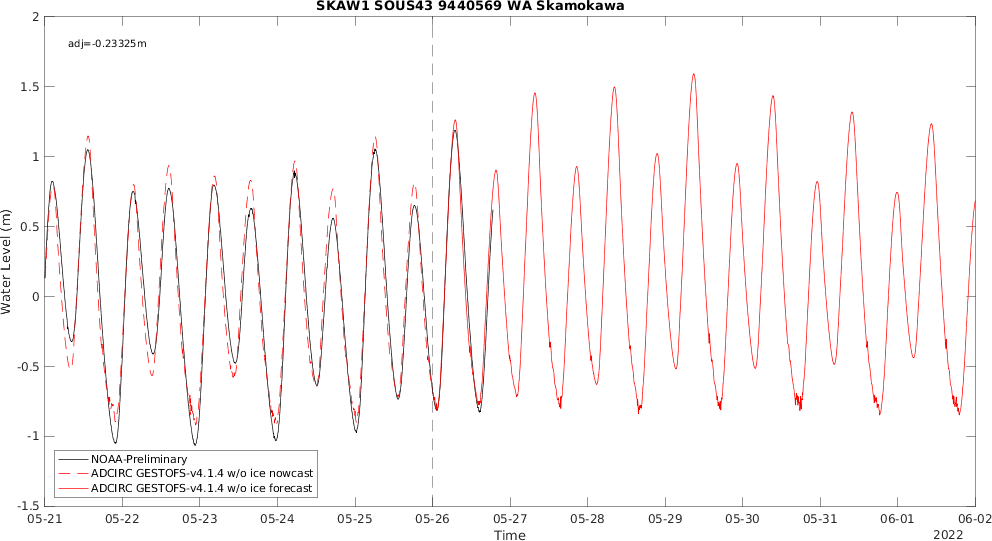 SKAW1 SOUS43 9440569 WA Skamokawa
adj=-0.23325m
2
1.5
1
0.5
0
-0.5
-1
-1.5
Water Level (m)
NOAA-Preliminary
ADCIRC GESTOFS-v4.1.4 w/o ice nowcast
ADCIRC GESTOFS-v4.1.4 w/o ice forecast
05-21 05-22 05-23 05-24 05-25 05-26 05-27 05-28 05-29 05-30 05-31 06-01 06-02
Time
2022